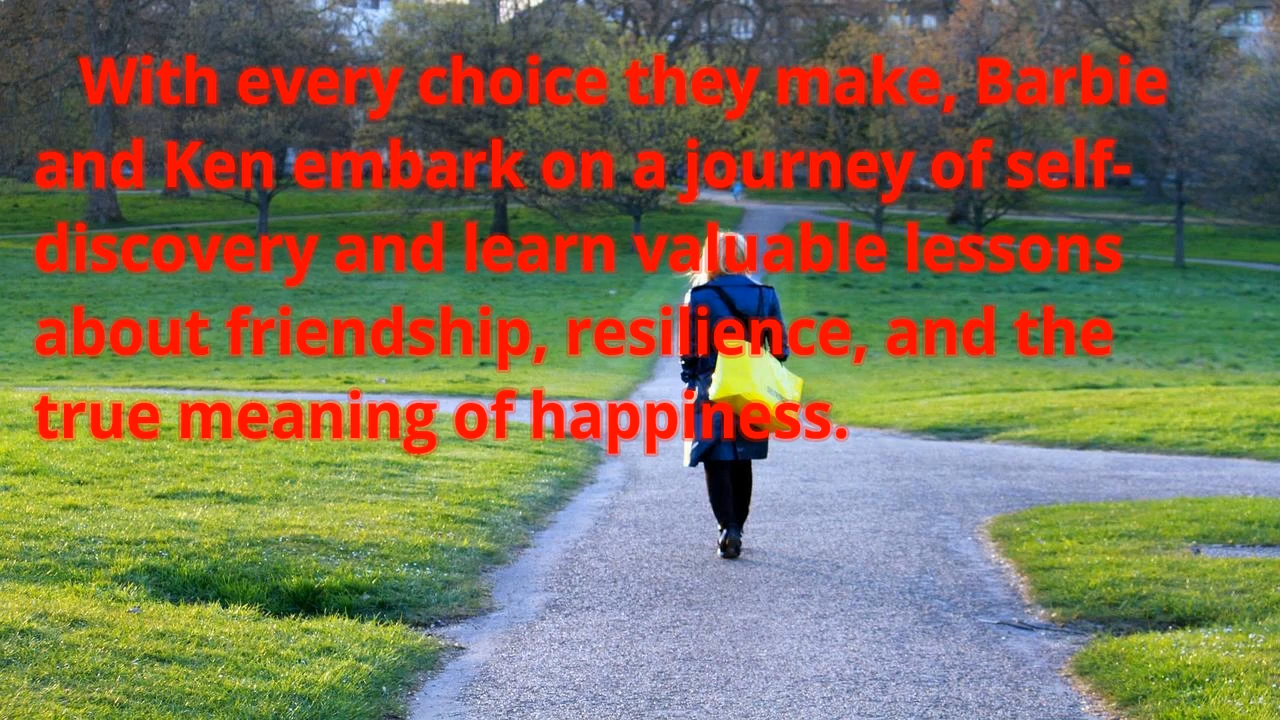 With every choice they make, Barbie
and Ken embark on a journey of self-
discovery and learn valuable lessons
about friendship, resilience, and the
true meaning of happiness.